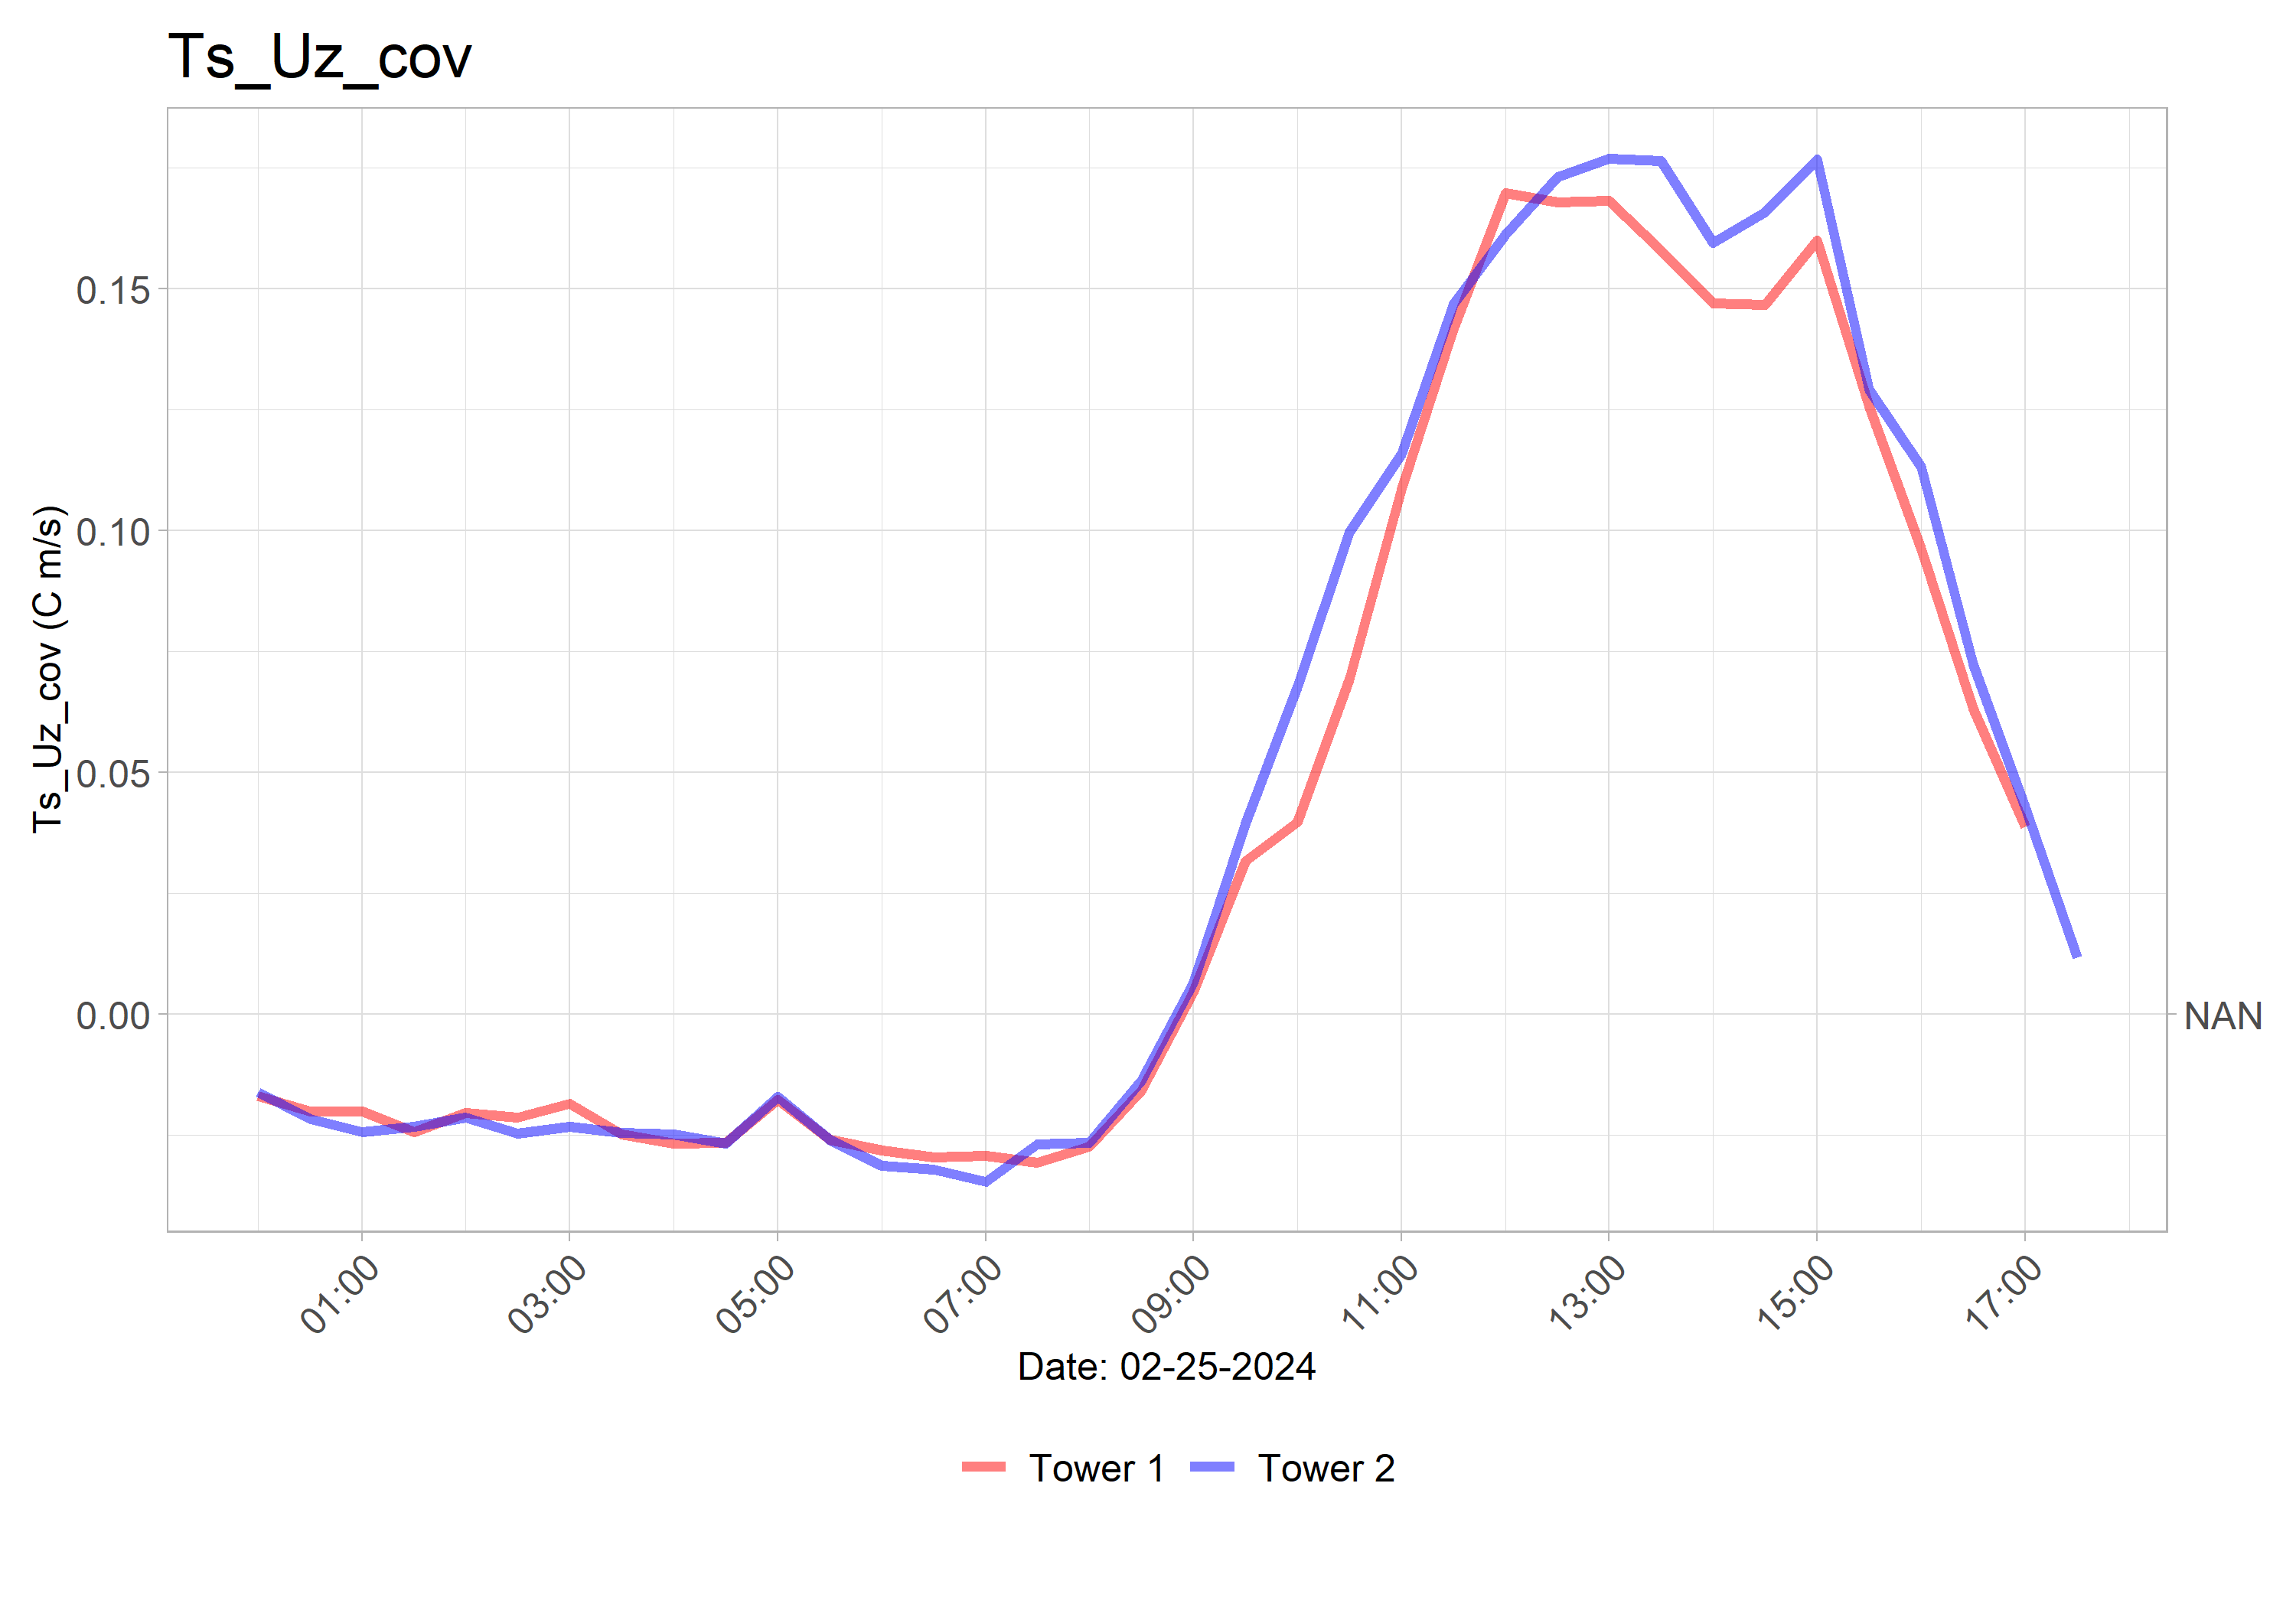 Ts_Uz_cov
Ts_Uz_cov (C m/s)
0.15
0.10
0.05
0.00
NAN
01:00
03:00
05:00
07:00
09:00
11:00
13:00
15:00
17:00
Date: 02-25-2024
Tower 1
Tower 2